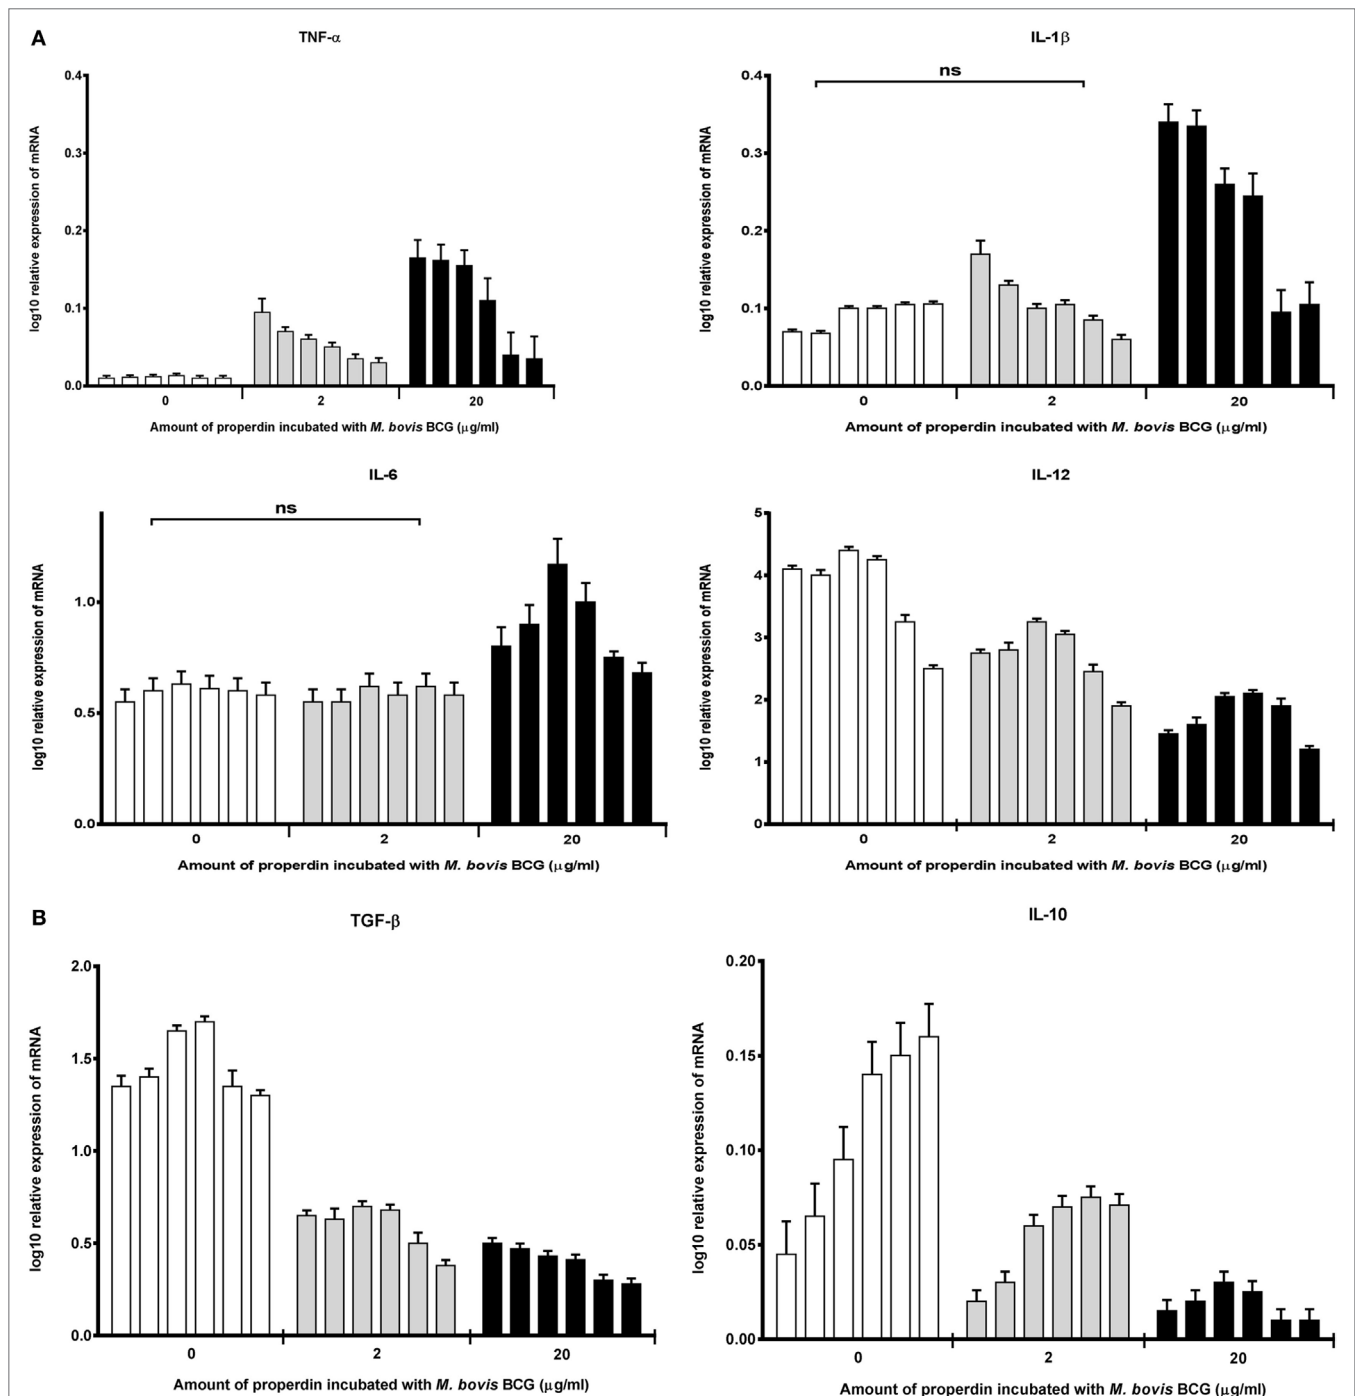 A
TNF-α
log10 relative expression of mRNA
0.4
0.3
0.2
0.1
0.0
0 2 20
Amount of properdin incubated with M. bovis BCG (μg/ml)
IL-1β
ns
log10 relative expression of mRNA
0.4
0.3
0.2
0.1
0.0
0 2 20
Amount of properdin incubated with M. bovis BCG (μg/ml)
IL-6
ns
log10 relative expression of mRNA
1.0
0.5
0.0
0 2 20
Amount of properdin incubated with M. bovis BCG (μg/ml)
IL-12
log10 relative expression of mRNA
5
4
3
2
1
0
0 2 20
Amount of properdin incubated with M. bovis BCG (μg/ml)
B
TGF-β
log10 relative expression of mRNA
2.0
1.5
1.0
0.5
0.0
0 2 20
Amount of properdin incubated with M. bovis BCG (μg/ml)
IL-10
log10 relative expression of mRNA
0.20
0.15
0.10
0.05
0.00
0 2 20
Amount of properdin incubated with M. bovis BCG (μg/ml)